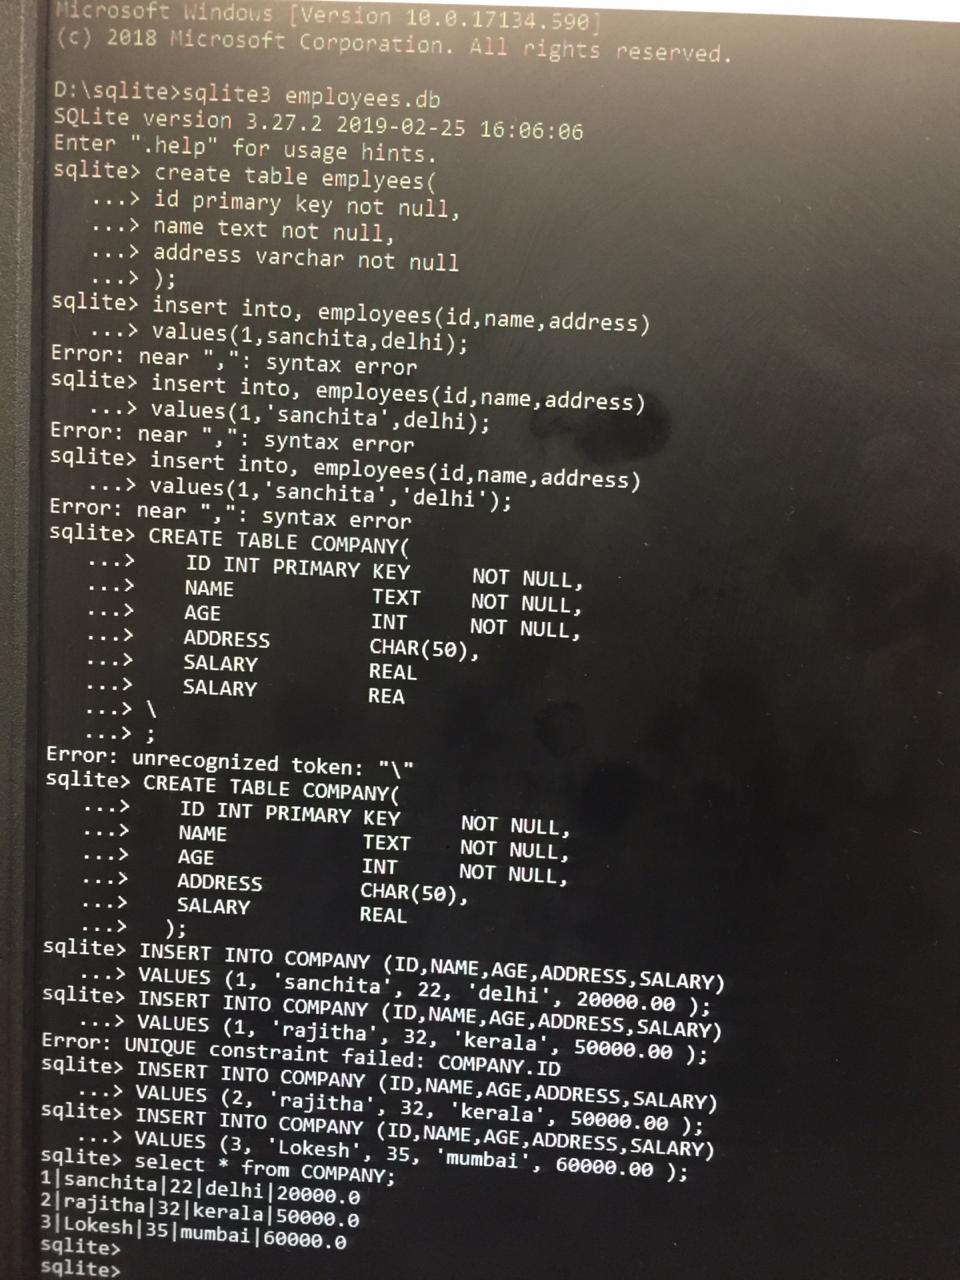 Microsoft Windows [Version 10.0.17134.590]
(c) 2018 Microsoft Corporation. All rights reserved.
D:\sqlite>sqlite3 employees.db
SQLite version 3.27.2 2019-02-25 16:06:06
Enter ".help" for usage hints.
sqlite> create table emplyees(
...> id primary key not null,
...> name text not null,
...> address varchar not null
...> );
sqlite> insert into, employees(id,name,address)
...> values(1,sanchita,delhi);
Error: near ",": syntax error
sqlite> insert into, employees(id,name,address)
...> values(1,'sanchita',delhi);
Error: near ",": syntax error
sqlite> insert into, employees(id,name,address)
...> values(1,'sanchita','delhi');
Error: near ",": syntax error
sqlite> CREATE TABLE COMPANY(
...> ID INT PRIMARY KEY NOT NULL,
...> NAME TEXT NOT NULL,
...> AGE INT NOT NULL,
...> ADDRESS CHAR(50),
...> SALARY REAL
...> SALARY REA
...> \
...> ;
Error: unrecognized token: "\"
sqlite> CREATE TABLE COMPANY(
...> ID INT PRIMARY KEY NOT NULL,
...> NAME TEXT NOT NULL,
...> AGE INT NOT NULL,
...> ADDRESS CHAR(50),
...> SALARY REAL
...> );
sqlite> INSERT INTO COMPANY (ID,NAME,AGE,ADDRESS,SALARY)
...> VALUES (1, 'sanchita', 22, 'delhi', 20000.00 );
sqlite> INSERT INTO COMPANY (ID,NAME,AGE,ADDRESS,SALARY)
...> VALUES (1, 'rajitha', 32, 'kerala', 50000.00 );
Error: UNIQUE constraint failed: COMPANY.ID
sqlite> INSERT INTO COMPANY (ID,NAME,AGE,ADDRESS,SALARY)
...> VALUES (2, 'rajitha', 32, 'kerala', 50000.00 );
sqlite> INSERT INTO COMPANY (ID,NAME,AGE,ADDRESS,SALARY)
...> VALUES (3, 'Lokesh', 35, 'mumbai', 60000.00 );
sqlite> select * from COMPANY;
1|sanchita|22|delhi|20000.0
2|rajitha|32|kerala|50000.0
3|Lokesh|35|mumbai|60000.0
sqlite>
sqlite>